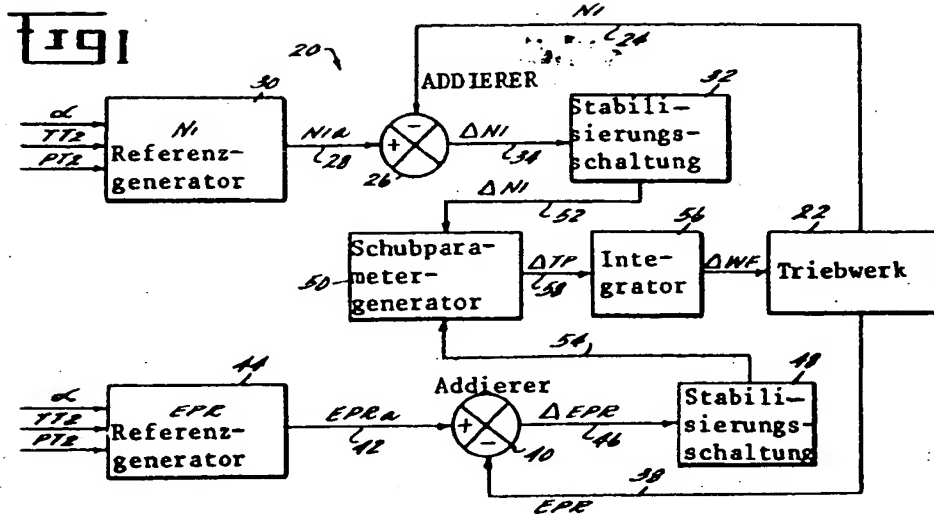 Fig 1
N1
24
20
ADDIERER
30
32
α
TT2
PT2
N1
Referenz-
generator
N1a
28
+
−
26
ΔN1
34
Stabili-
sierungs-
schaltung
ΔN1
52
50
Schubpara-
meter-
generator
ΔTP
58
56
Inte-
grator
ΔWF
22
Triebwerk
54
44
α
TT2
PT2
EPR
Referenz-
generator
EPRa
42
Addierer
+
−
40
ΔEPR
46
48
Stabili-
sierungs-
schaltung
38
EPR